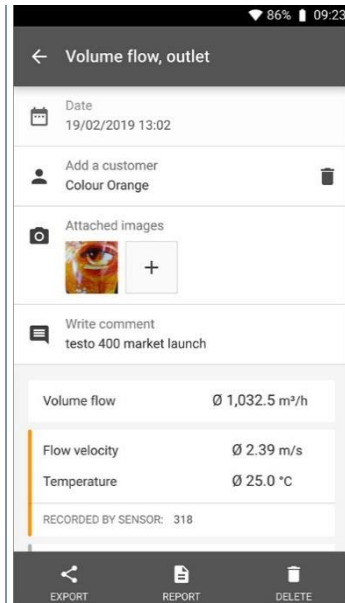 86% 09:23
Volume flow, outlet
Date
19/02/2019 13:02
Add a customer
Colour Orange
Attached images
+
Write comment
testo 400 market launch
Volume flow Ø 1,032.5 m³/h
Flow velocity Ø 2.39 m/s
Temperature Ø 25.0 °C
RECORDED BY SENSOR: 318
EXPORT REPORT DELETE